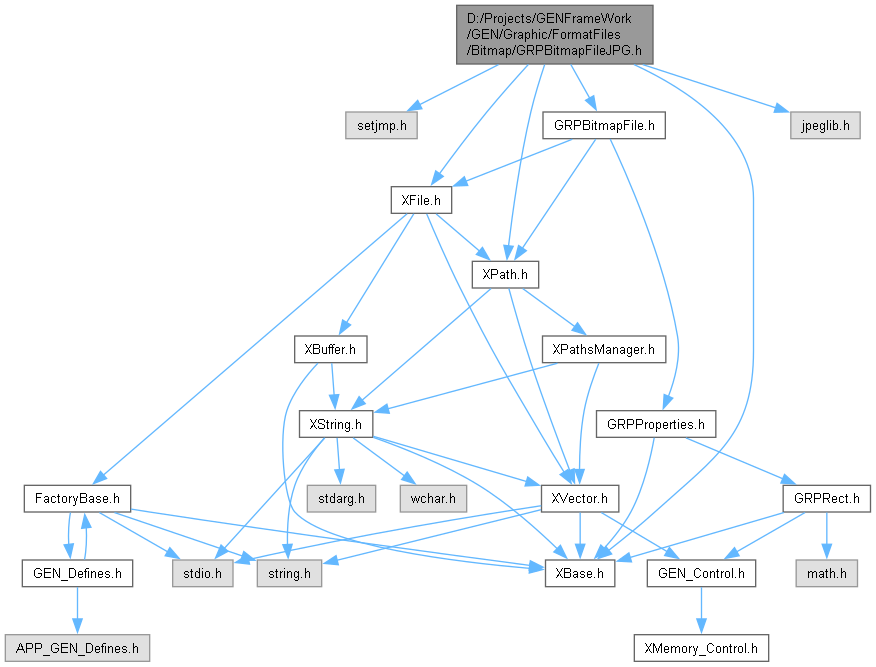 D:/Projects/GENFrameWork
/GEN/Graphic/FormatFiles
/Bitmap/GRPBitmapFileJPG.h
setjmp.h
GRPBitmapFile.h
jpeglib.h
XFile.h
XPath.h
XBuffer.h
XPathsManager.h
XString.h
GRPProperties.h
FactoryBase.h
stdarg.h
wchar.h
XVector.h
GRPRect.h
GEN_Defines.h
stdio.h
string.h
XBase.h
GEN_Control.h
math.h
APP_GEN_Defines.h
XMemory_Control.h